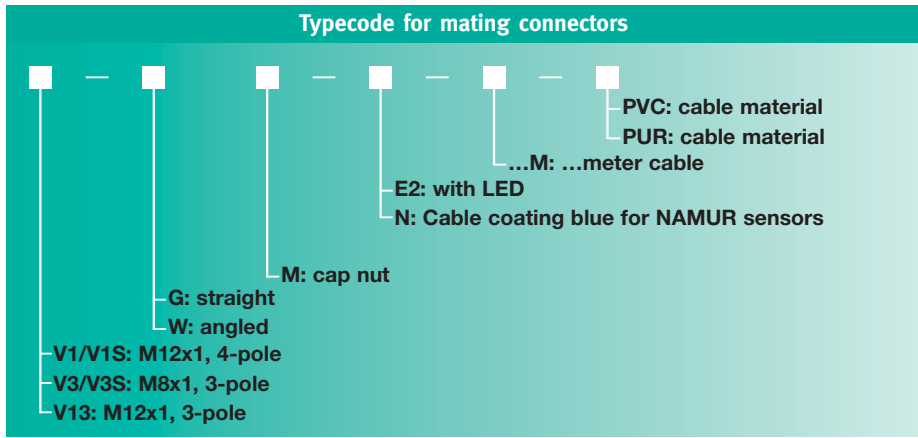 Typecode for mating connectors
PVC: cable material
PUR: cable material
...M: ...meter cable
E2: with LED
N: Cable coating blue for NAMUR sensors
M: cap nut
G: straight
W: angled
V1/V1S: M12x1, 4-pole
V3/V3S: M8x1, 3-pole
V13: M12x1, 3-pole